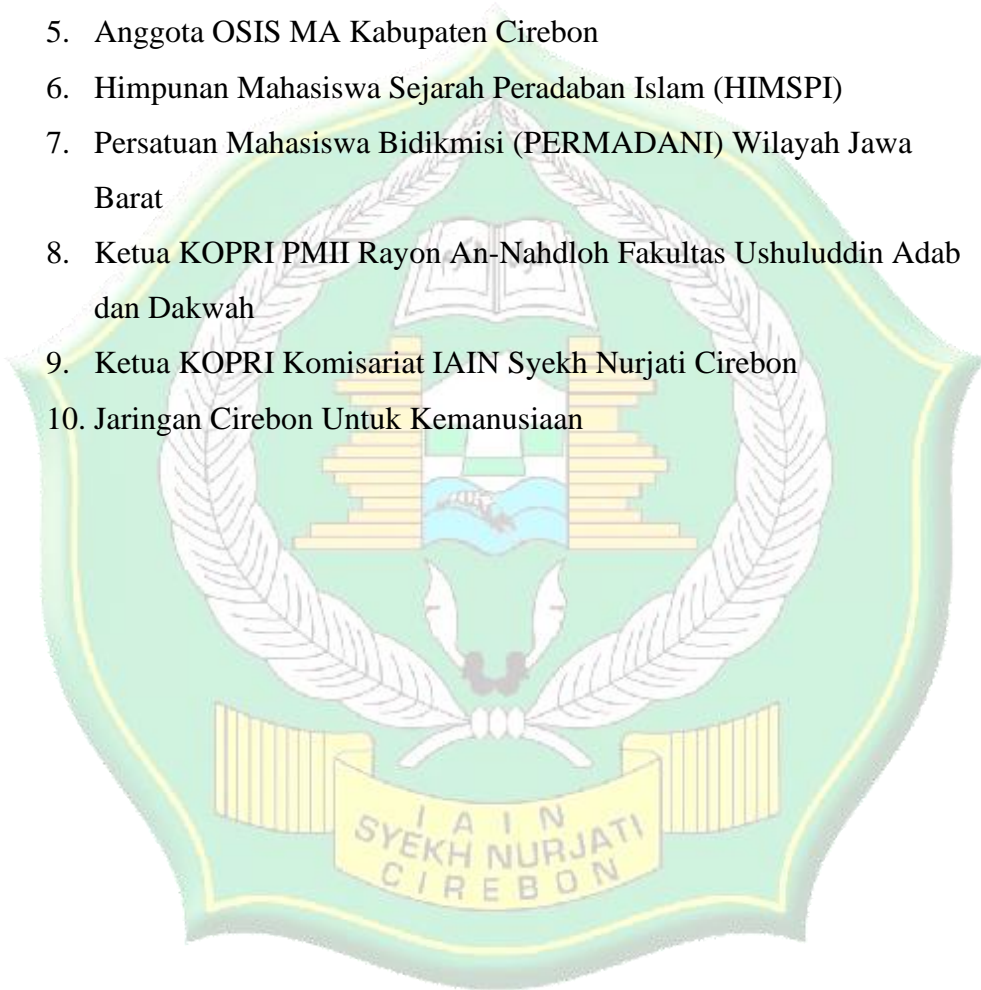 5. Anggota OSIS MA Kabupaten Cirebon
6. Himpunan Mahasiswa Sejarah Peradaban Islam (HIMSPI)
7. Persatuan Mahasiswa Bidikmisi (PERMADANI) Wilayah Jawa
Barat
8. Ketua KOPRI PMII Rayon An-Nahdloh Fakultas Ushuluddin Adab
dan Dakwah
9. Ketua KOPRI Komisariat IAIN Syekh Nurjati Cirebon
10. Jaringan Cirebon Untuk Kemanusiaan
IAIN
SYEKH NURJATI
CIREBON